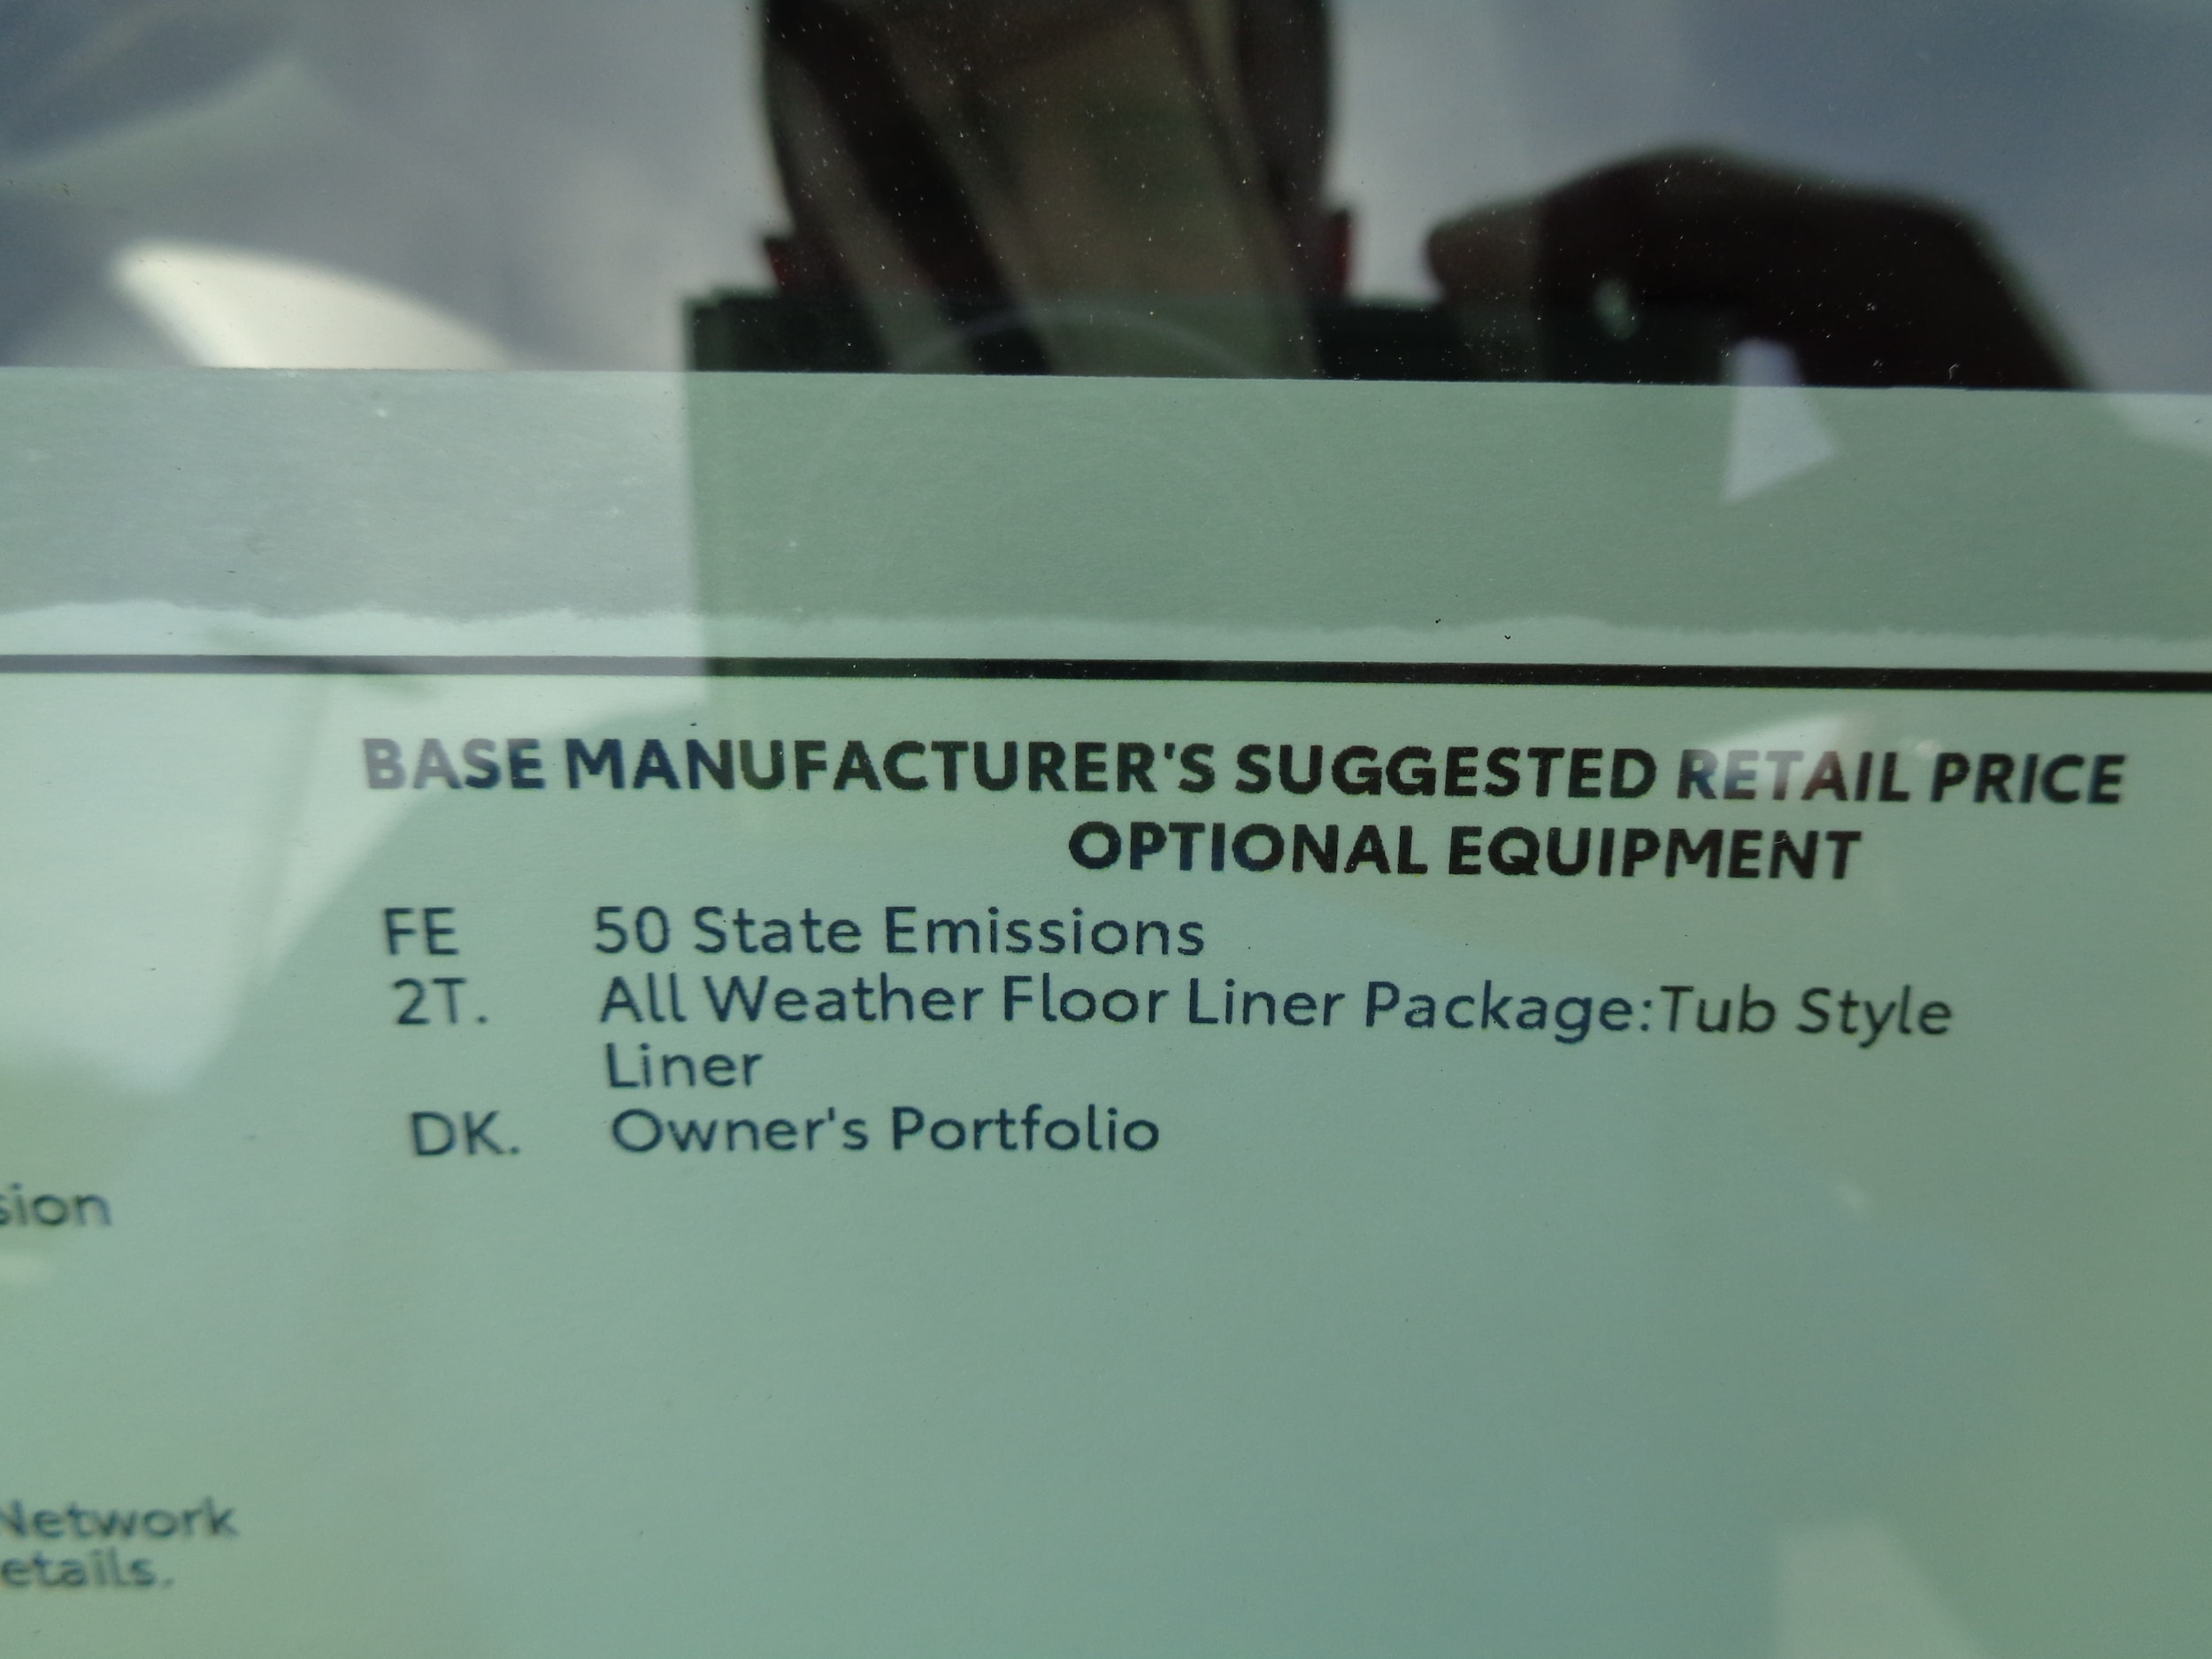 BASE MANUFACTURER'S SUGGESTED RETAIL PRICE
OPTIONAL EQUIPMENT
FE 50 State Emissions
2T. All Weather Floor Liner Package:Tub Style
Liner
DK. Owner's Portfolio
sion
Network
etails.